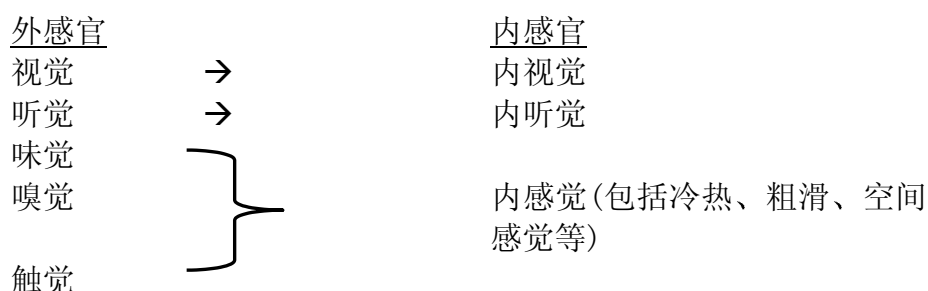 外感官 内感官
视觉 → 内视觉
听觉 → 内听觉
味觉
嗅觉 内感觉(包括冷热、粗滑、空间
感觉等)
触觉